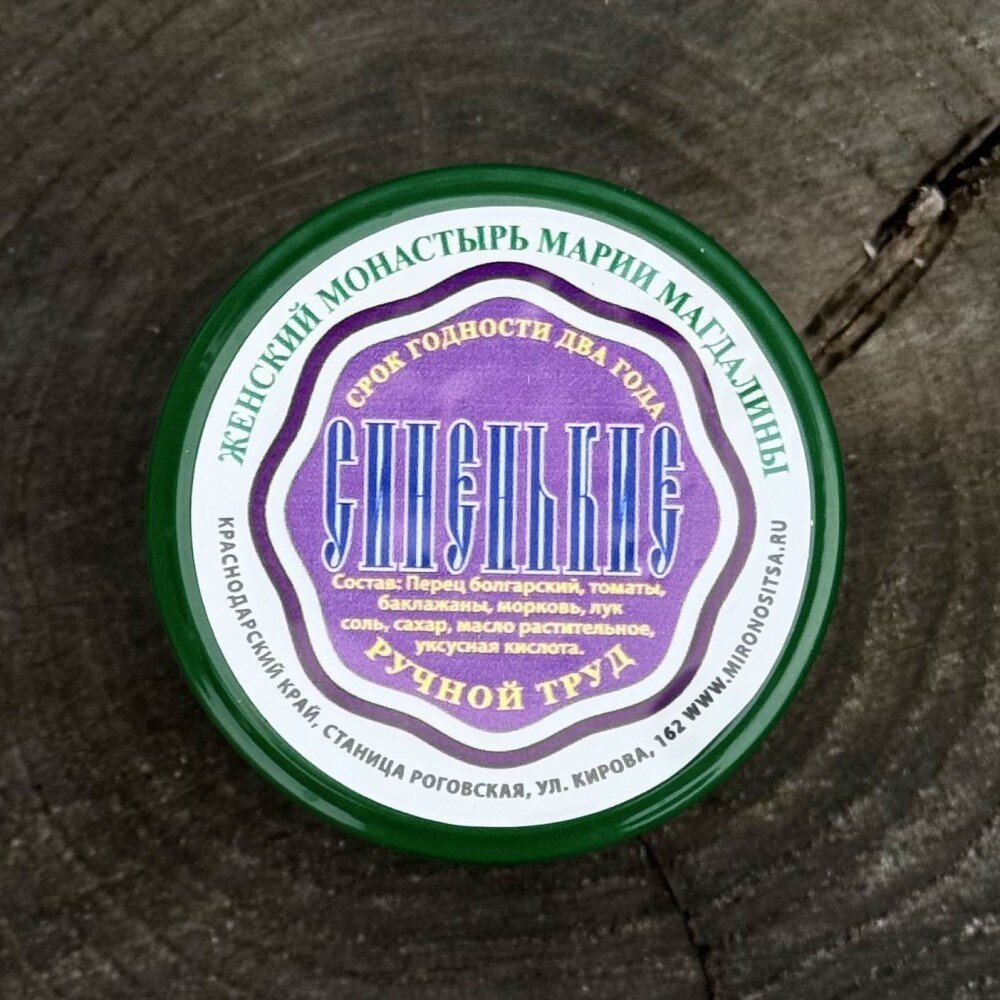 ЖЕНСКИЙ МОНАСТЫРЬ МАРИИ МАГДАЛИНЫ
СРОК ГОДНОСТИ ДВА ГОДА
СИНЕНЬКИЕ
Состав: Перец болгарский, томаты,
баклажаны, морковь, лук
соль, сахар, масло растительное,
уксусная кислота.
РУЧНОЙ ТРУД
КРАСНОДАРСКИЙ КРАЙ, СТАНИЦА РОГОВСКАЯ, УЛ. КИРОВА, 162 WWW.MIRONOSITSA.RU